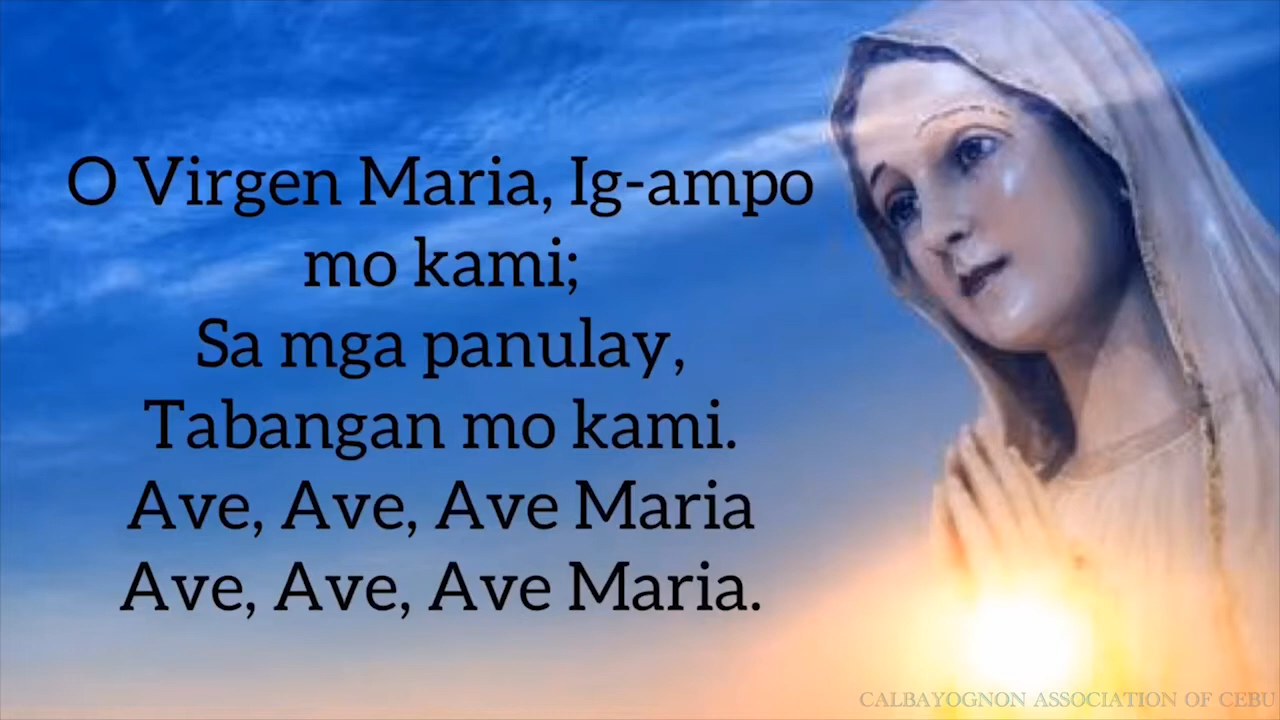 O Virgen Maria, Ig-ampo
mo kami;
Sa mga panulay,
Tabangan mo kami.
Ave, Ave, Ave Maria
Ave, Ave, Ave Maria.
CALBAYOGNON ASSOCIATION OF CEBU